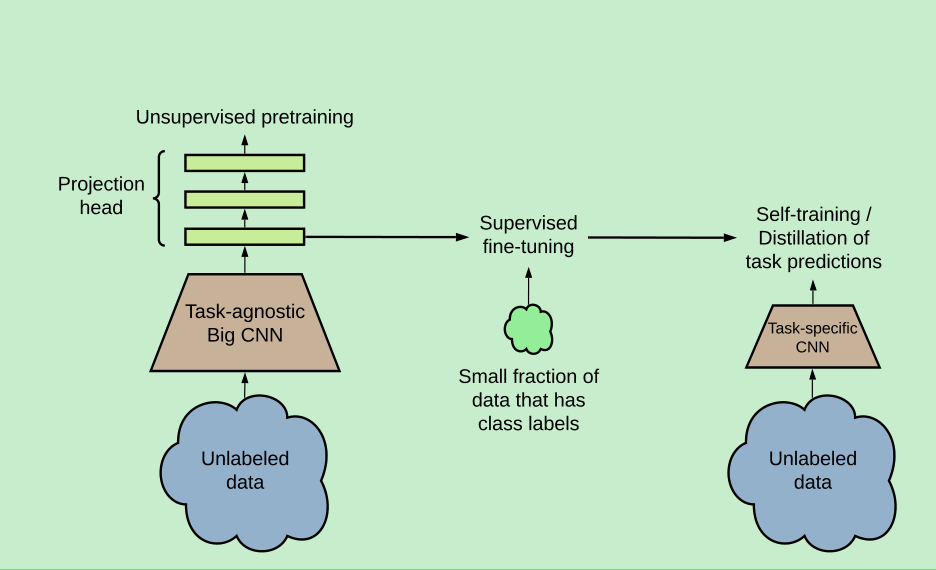 Unsupervised pretraining
Projection
head
Task-agnostic
Big CNN
Unlabeled
data
Supervised
fine-tuning
Small fraction of
data that has
class labels
Self-training /
Distillation of
task predictions
Task-specific
CNN
Unlabeled
data